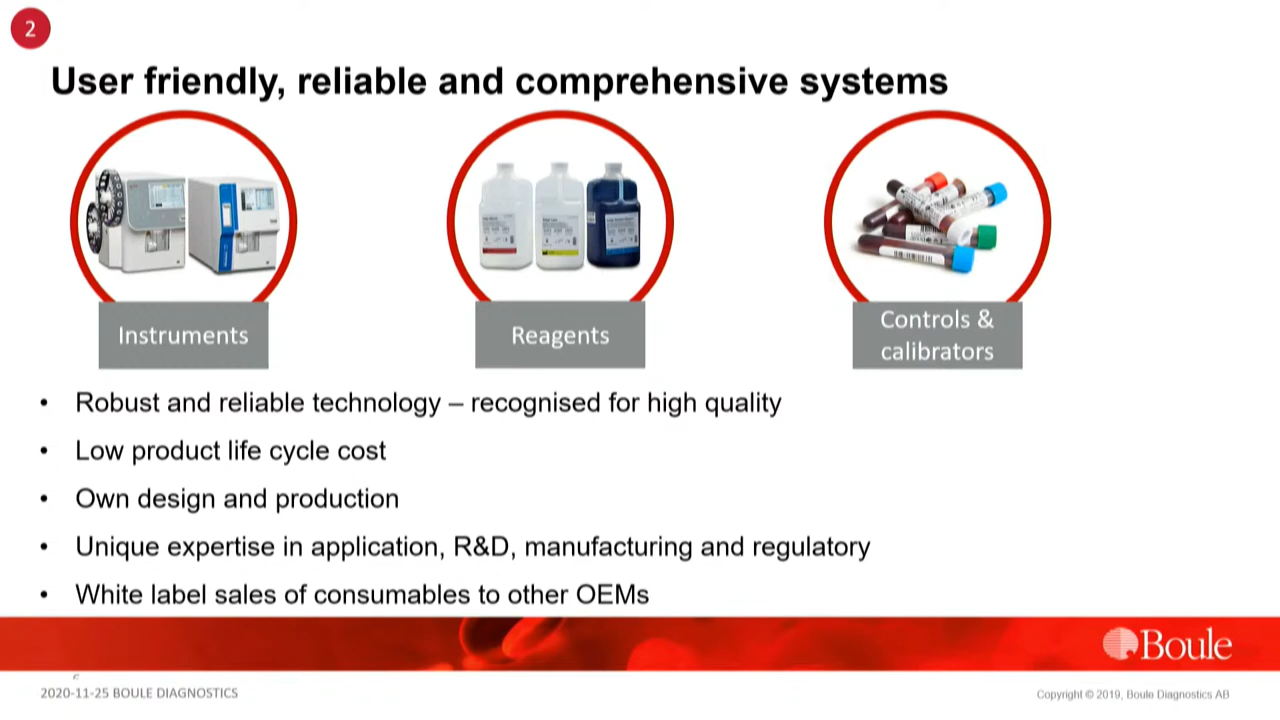 2
User friendly, reliable and comprehensive systems
Instruments
Reagents
Controls &
calibrators
• Robust and reliable technology – recognised for high quality
• Low product life cycle cost
• Own design and production
• Unique expertise in application, R&D, manufacturing and regulatory
• White label sales of consumables to other OEMs
Boule
2020-11-25 BOULE DIAGNOSTICS
Copyright © 2019, Boule Diagnostics AB